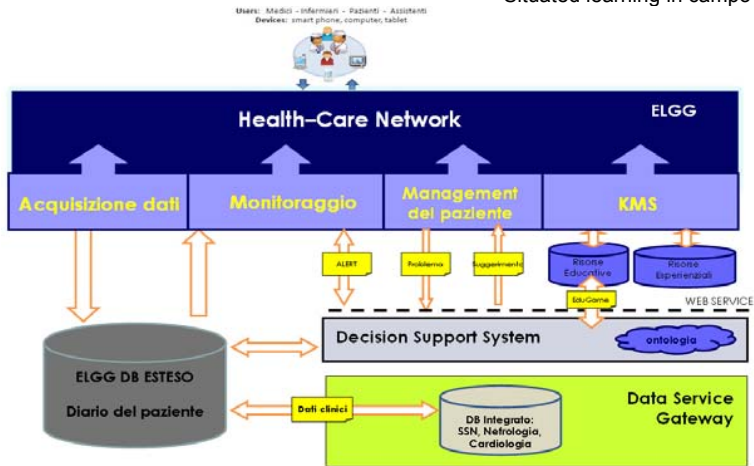 Situated learning in campo
Users: Medici - Infermieri - Pazienti - Assistenti
Devices: smart phone, computer, tablet
Health-Care Network
ELGG
Acquisizione dati
Monitoraggio
Management
del paziente
KMS
ALERT
Problema
Suggerimento
Risorse
Educative
Risorse
Esperienziali
EduGame
WEB SERVICE
Decision Support System
ontologia
ELGG DB ESTESO
Diario del paziente
Dati clinici
DB Integrato:
SSN, Nefrologia,
Cardiologia
Data Service
Gateway